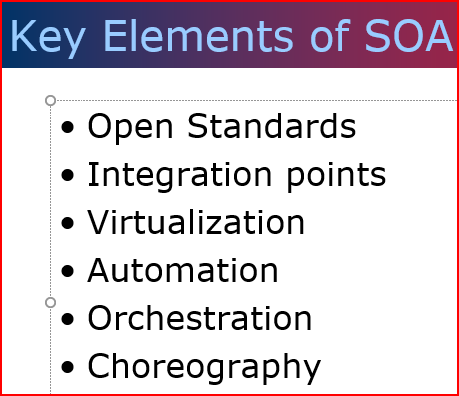 Key Elements of SOA
• Open Standards
• Integration points
• Virtualization
• Automation
• Orchestration
• Choreography